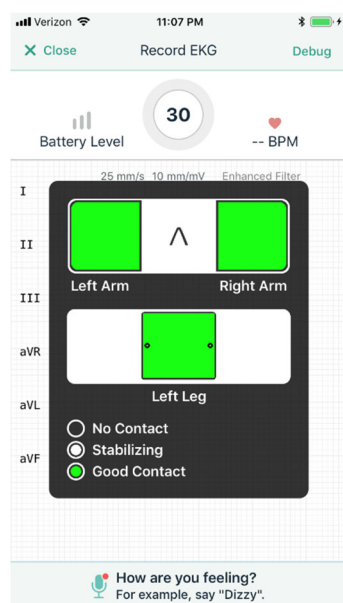 Verizon 11:07 PM
Close Record EKG Debug
30
Battery Level -- BPM
25 mm/s 10 mm/mV Enhanced Filter
I
II
Left Arm Right Arm
III
aVR
Left Leg
aVL
No Contact
Stabilizing
aVF
Good Contact
How are you feeling?
For example, say "Dizzy".